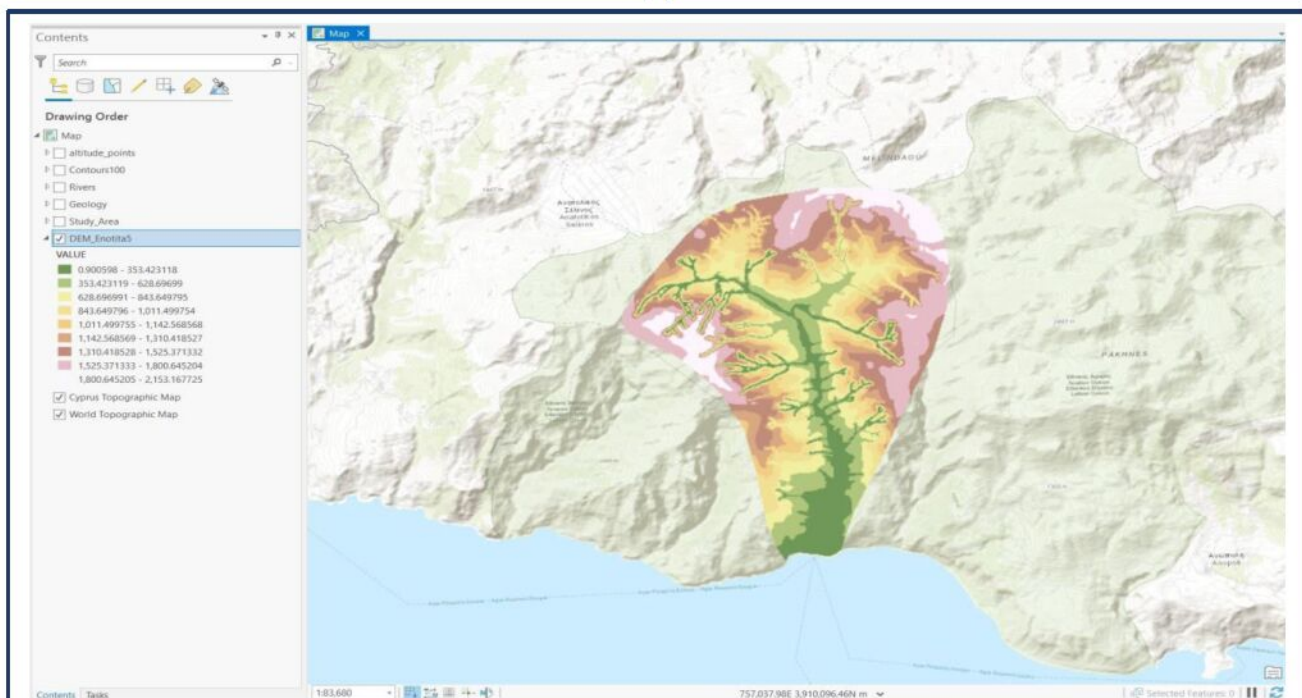 Contents
Search
Drawing Order
Map
altitude_points
Contours100
Rivers
Geology
Study_Area
DEM_Enotita5
VALUE
0.900598 - 353.423118
353.423119 - 628.69699
628.696991 - 843.649795
843.649796 - 1,011.499754
1,011.499755 - 1,142.568568
1,142.568569 - 1,310.418527
1,310.418528 - 1,525.371332
1,525.371333 - 1,800.645204
1,800.645205 - 2,153.167725
Cyprus Topographic Map
World Topographic Map
Contents Tasks
Map
Ανατολικός
Σέλινος
PAKHNES
1:83,680
757,037.98E 3,910,096.46N m
Selected Features: 0